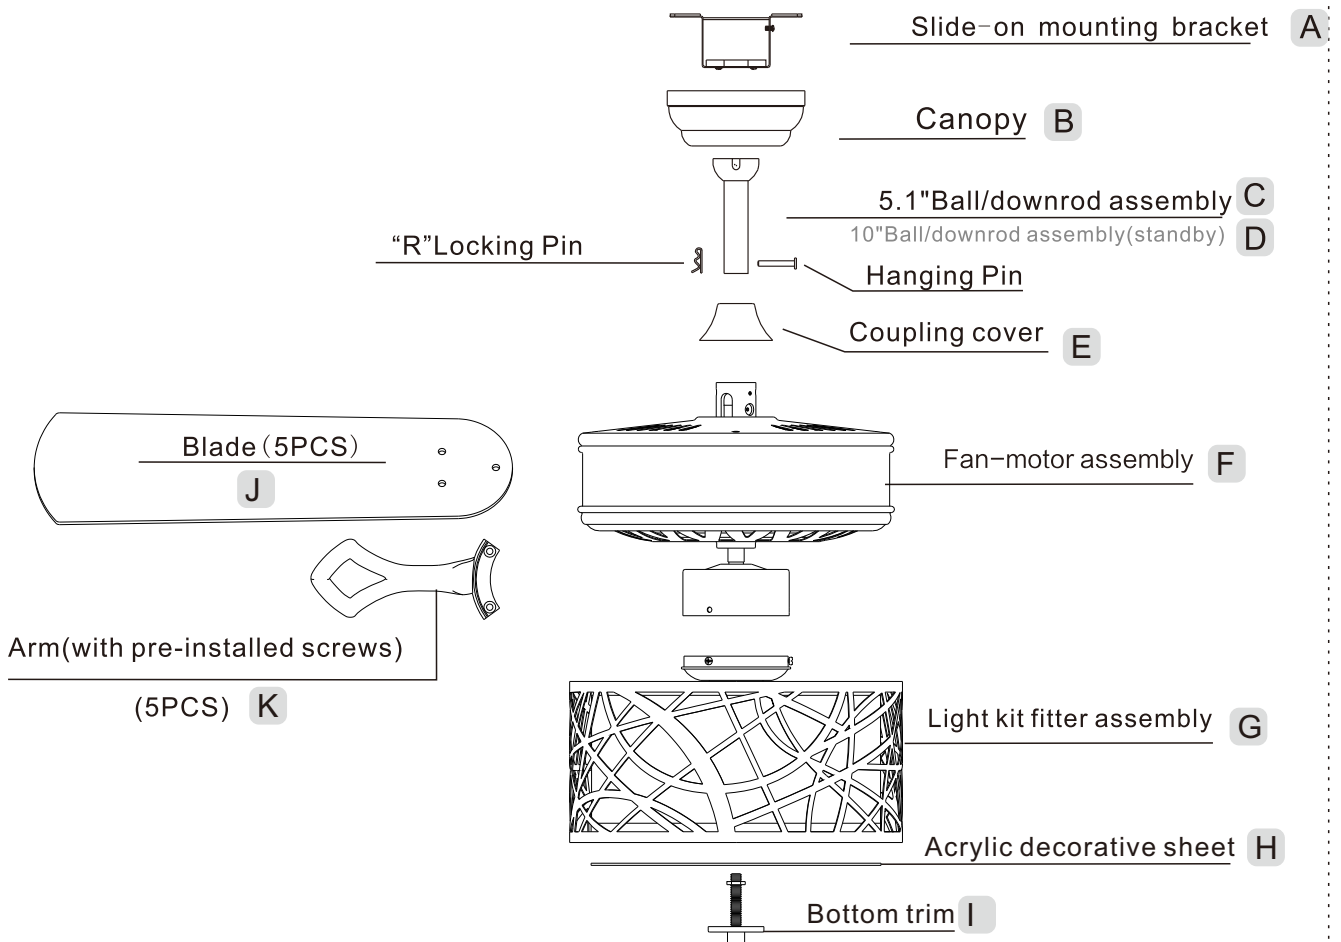 Slide-on mounting bracket A
Canopy B
5.1"Ball/downrod assembly C
10"Ball/downrod assembly(standby) D
“R”Locking Pin
Hanging Pin
Coupling cover E
Blade(5PCS)
J
Fan-motor assembly F
Arm(with pre-installed screws)
(5PCS) K
Light kit fitter assembly G
Acrylic decorative sheet H
Bottom trim I